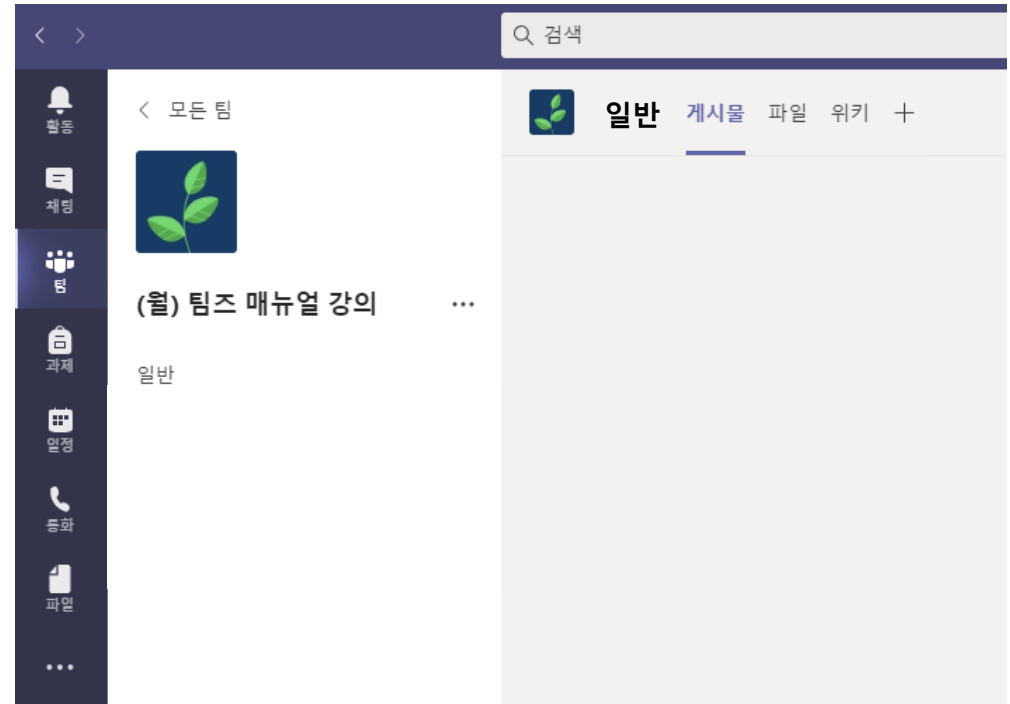 검색
활동
채팅
팀
과제
일정
통화
파일
모든 팀
(월) 팀즈 매뉴얼 강의
일반
일반 게시물 파일 위키